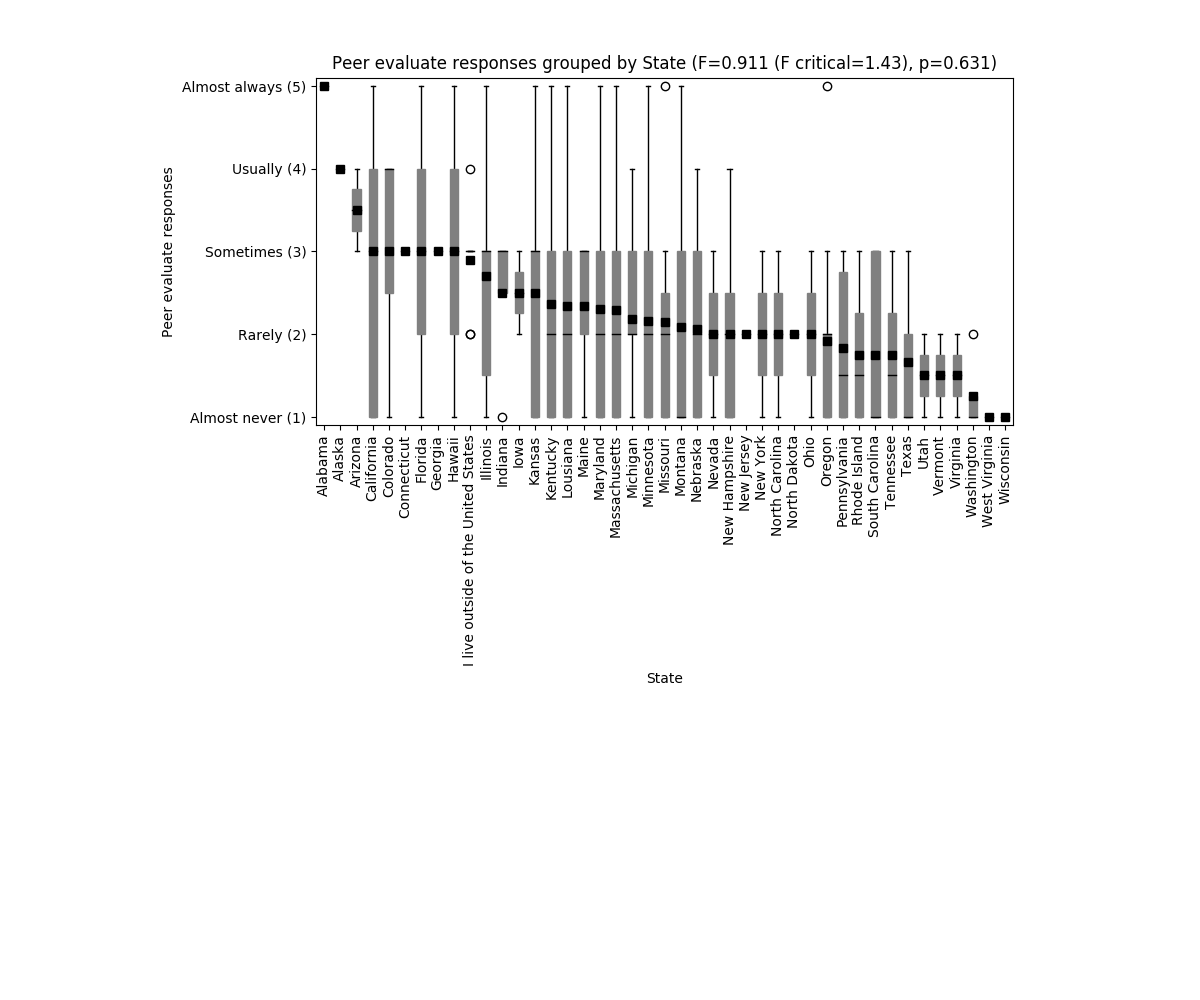 Peer evaluate responses grouped by State (F=0.911 (F critical=1.43), p=0.631)
Peer evaluate responses
Almost always (5)
Usually (4)
Sometimes (3)
Rarely (2)
Almost never (1)
Alabama
Alaska
Arizona
California
Colorado
Connecticut
Florida
Georgia
Hawaii
I live outside of the United States
Illinois
Indiana
Iowa
Kansas
Kentucky
Lousiana
Maine
Maryland
Massachusetts
Michigan
Minnesota
Missouri
Montana
Nebraska
Nevada
New Hampshire
New Jersey
New York
North Carolina
North Dakota
Ohio
Oregon
Pennsylvania
Rhode Island
South Carolina
Tennessee
Texas
Utah
Vermont
Virginia
Washington
West Virginia
Wisconsin
State